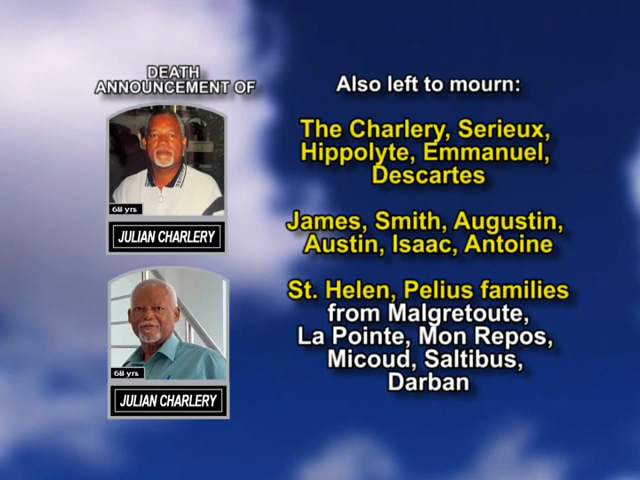 DEATH
ANNOUNCEMENT OF
68 yrs
JULIAN CHARLERY
68 yrs
JULIAN CHARLERY
Also left to mourn:
The Charlery, Serieux,
Hippolyte, Emmanuel,
Descartes
James, Smith, Augustin,
Austin, Isaac, Antoine
St. Helen, Pelius families
from Malgretoute,
La Pointe, Mon Repos,
Micoud, Saltibus,
Darban